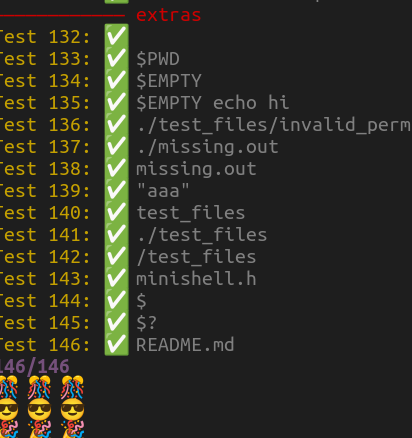 extras
Test 132: ✅
Test 133: ✅ $PWD
Test 134: ✅ $EMPTY
Test 135: ✅ $EMPTY echo hi
Test 136: ✅ ./test_files/invalid_perm
Test 137: ✅ ./missing.out
Test 138: ✅ missing.out
Test 139: ✅ "aaa"
Test 140: ✅ test_files
Test 141: ✅ ./test_files
Test 142: ✅ /test_files
Test 143: ✅ minishell.h
Test 144: ✅ $
Test 145: ✅ $?
Test 146: ✅ README.md
146/146